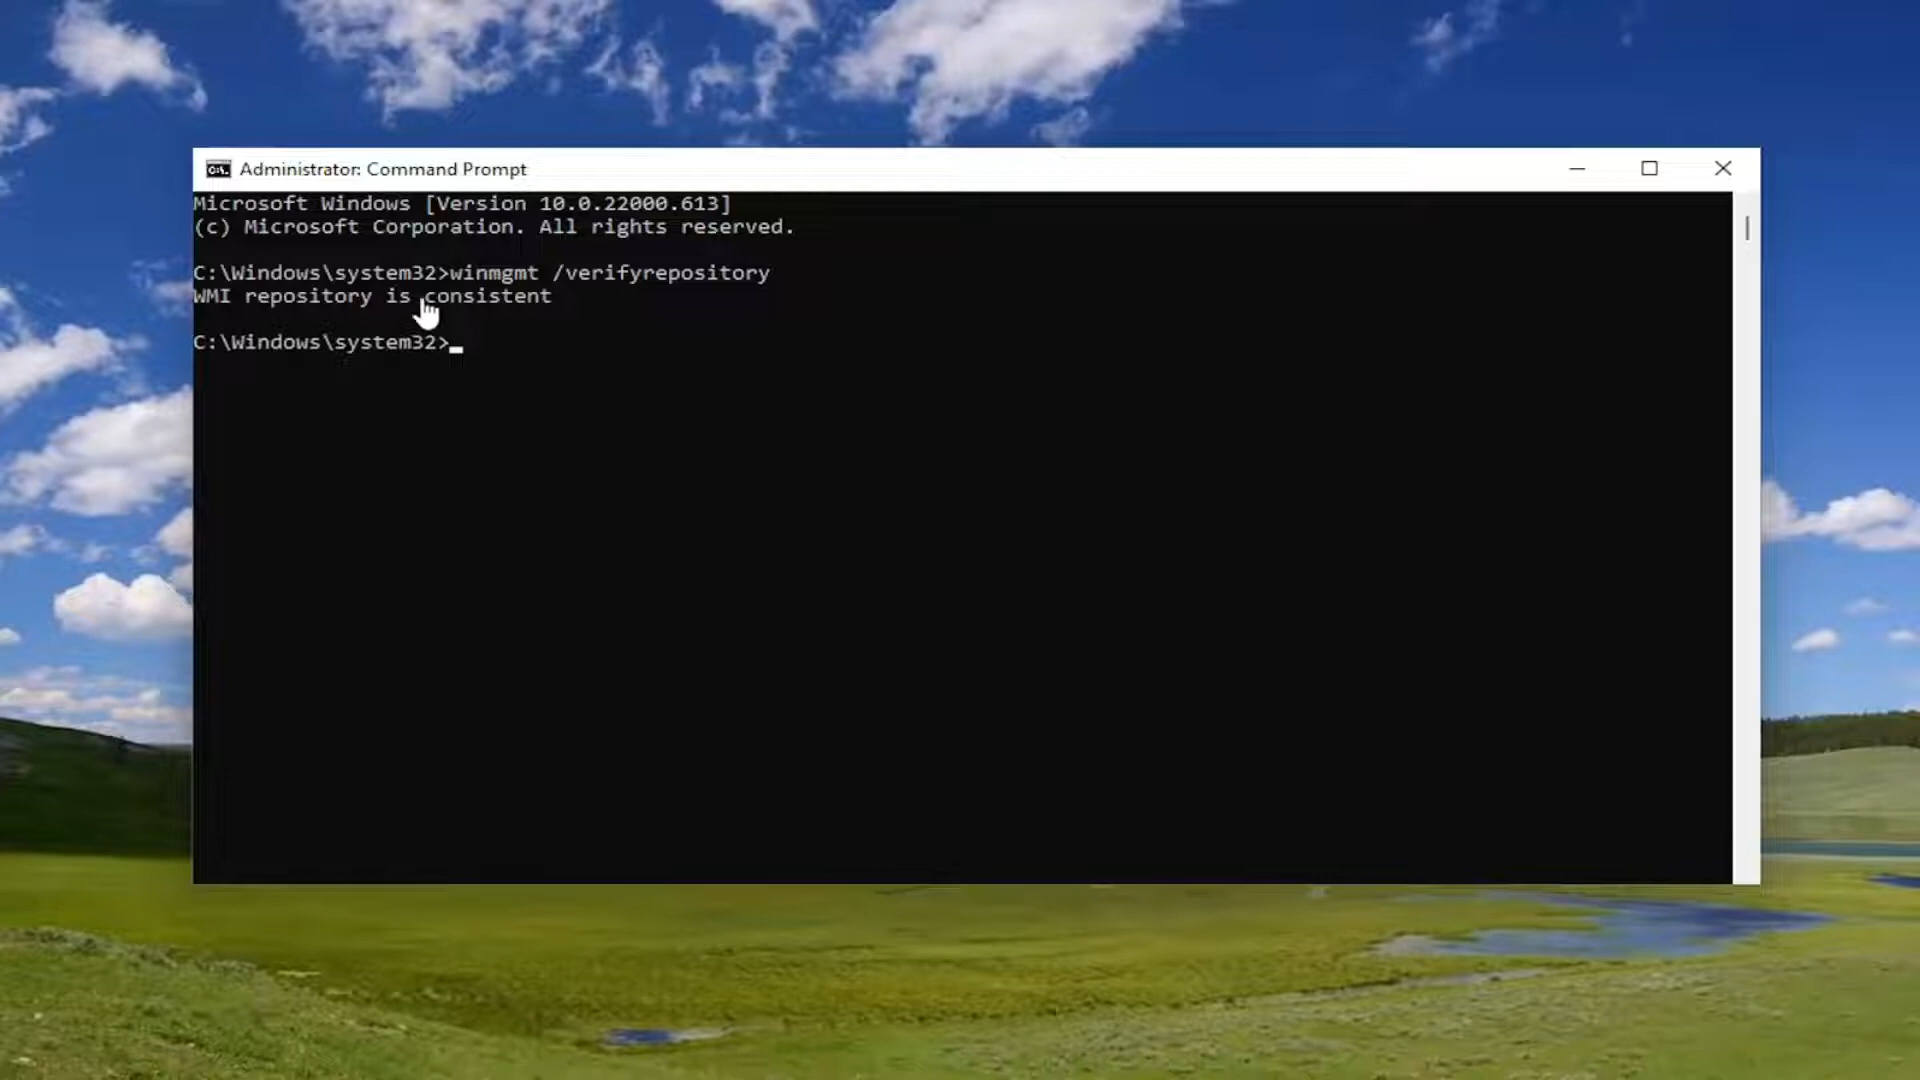 Administrator: Command Prompt
Microsoft Windows [Version 10.0.22000.613]
(c) Microsoft Corporation. All rights reserved.
C:\Windows\system32>winmgmt /verifyrepository
WMI repository is consistent
C:\Windows\system32>